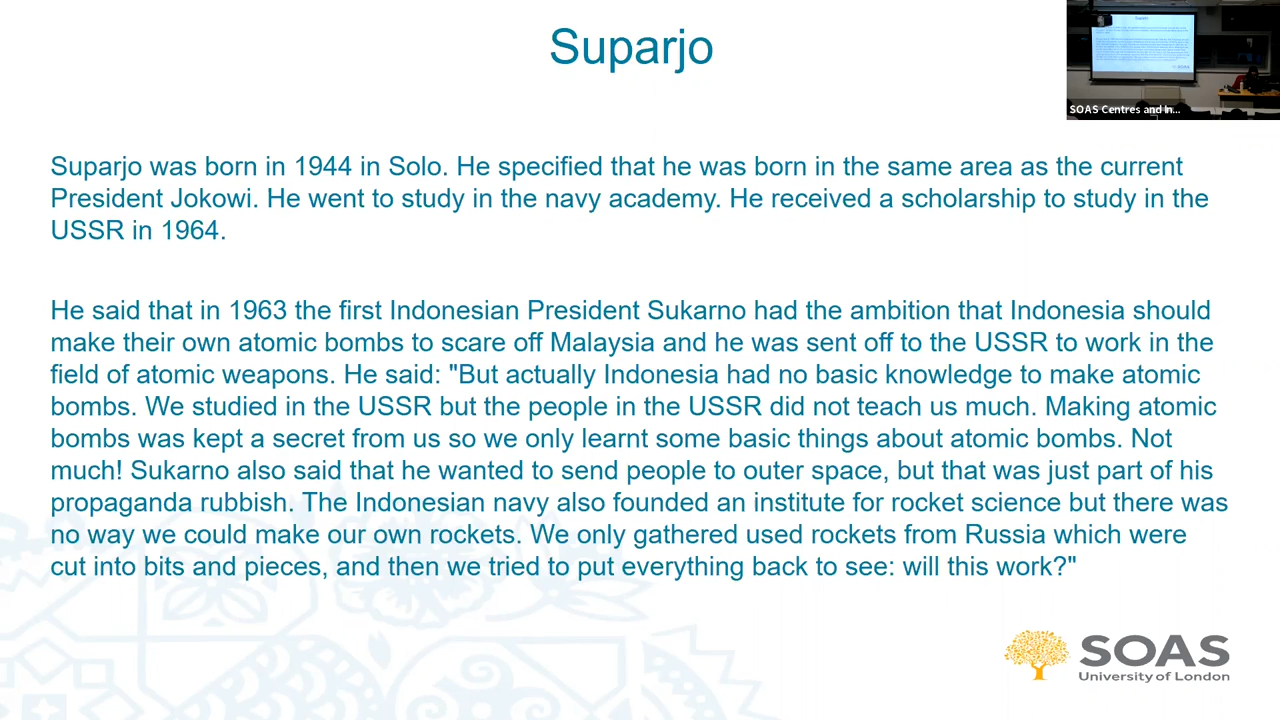 Suparjo
SOAS Centres and In...
Suparjo was born in 1944 in Solo. He specified that he was born in the same area as the current
President Jokowi. He went to study in the navy academy. He received a scholarship to study in the
USSR in 1964.
He said that in 1963 the first Indonesian President Sukarno had the ambition that Indonesia should
make their own atomic bombs to scare off Malaysia and he was sent off to the USSR to work in the
field of atomic weapons. He said: "But actually Indonesia had no basic knowledge to make atomic
bombs. We studied in the USSR but the people in the USSR did not teach us much. Making atomic
bombs was kept a secret from us so we only learnt some basic things about atomic bombs. Not
much! Sukarno also said that he wanted to send people to outer space, but that was just part of his
propaganda rubbish. The Indonesian navy also founded an institute for rocket science but there was
no way we could make our own rockets. We only gathered used rockets from Russia which were
cut into bits and pieces, and then we tried to put everything back to see: will this work?"
SOAS
University of London